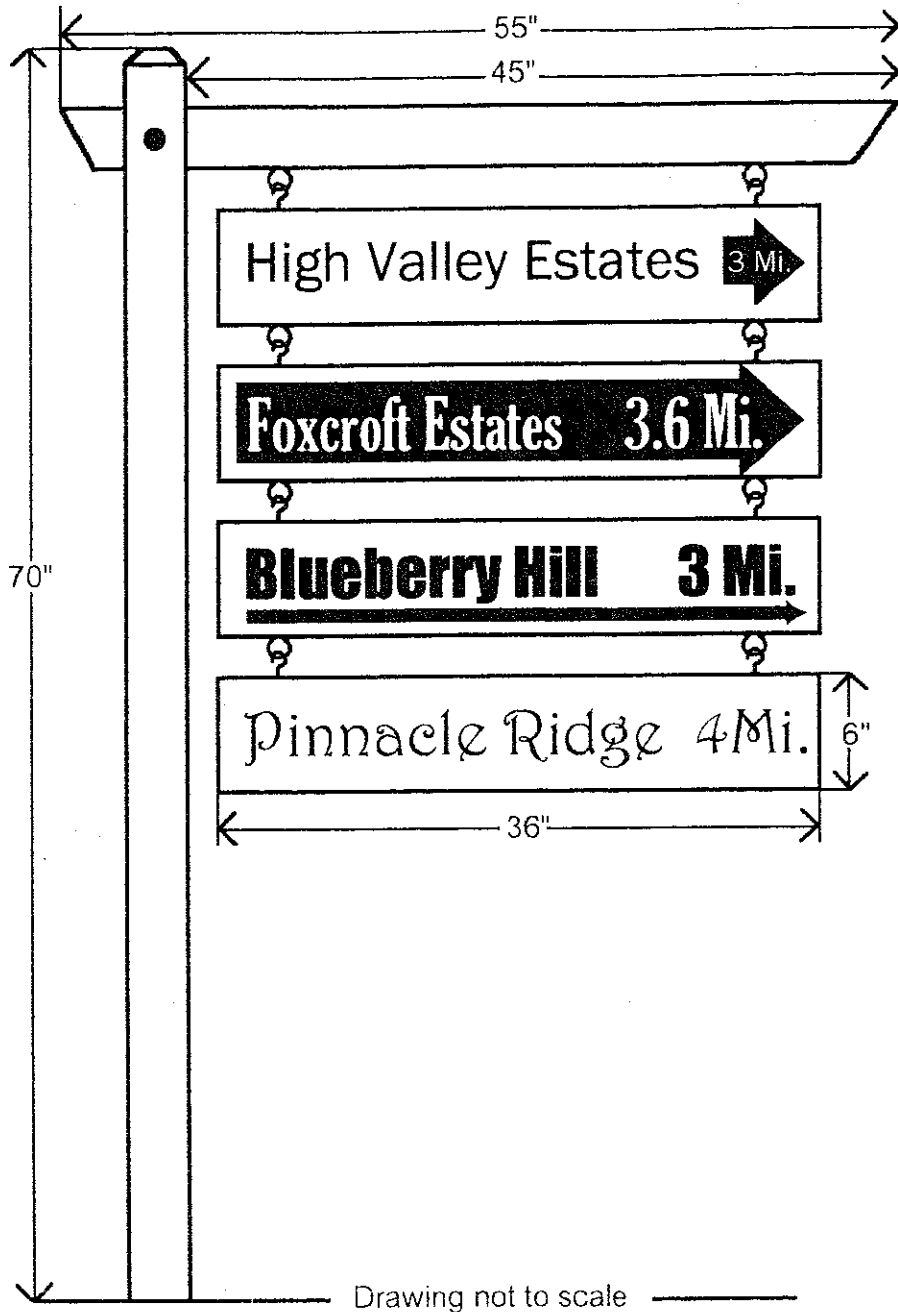 55"
45"
High Valley Estates 3 Mi.
Foxcroft Estates 3.6 Mi.
Blueberry Hill 3 Mi.
70"
Pinnacle Ridge 4Mi.
6"
36"
Drawing not to scale